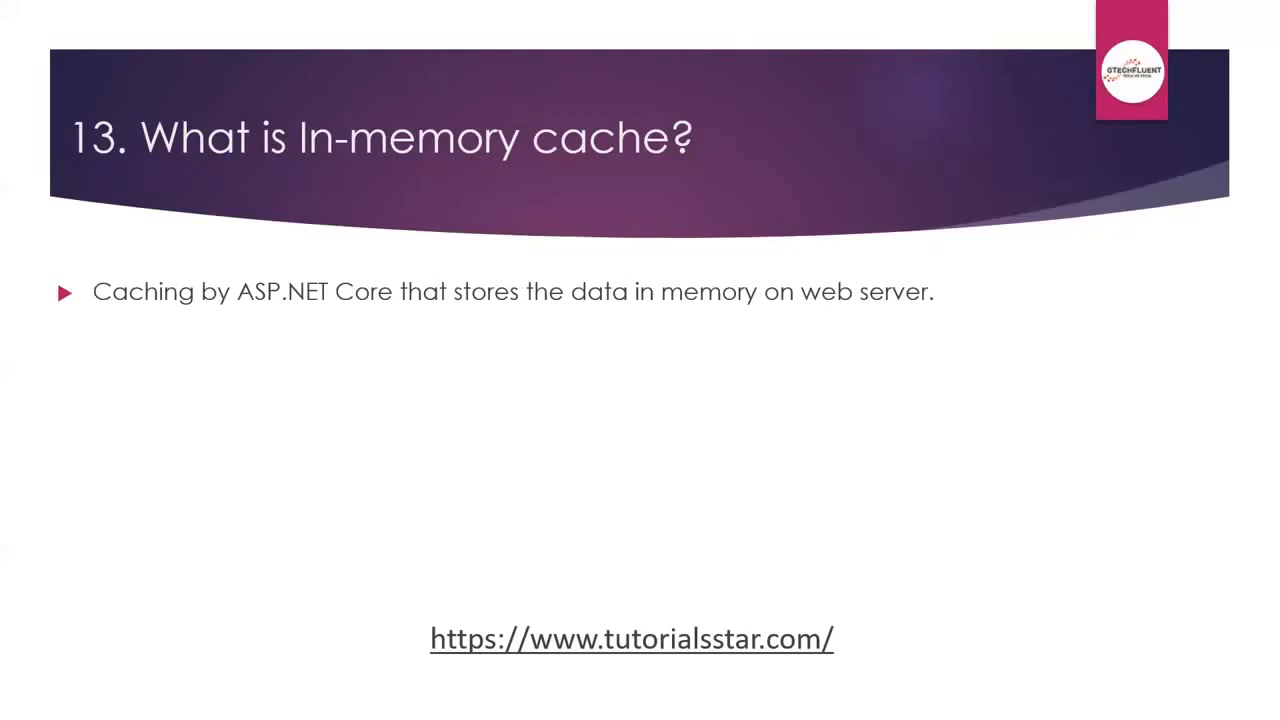 GTECHFLUENT
13. What is In-memory cache?
Caching by ASP.NET Core that stores the data in memory on web server.
https://www.tutorialsstar.com/